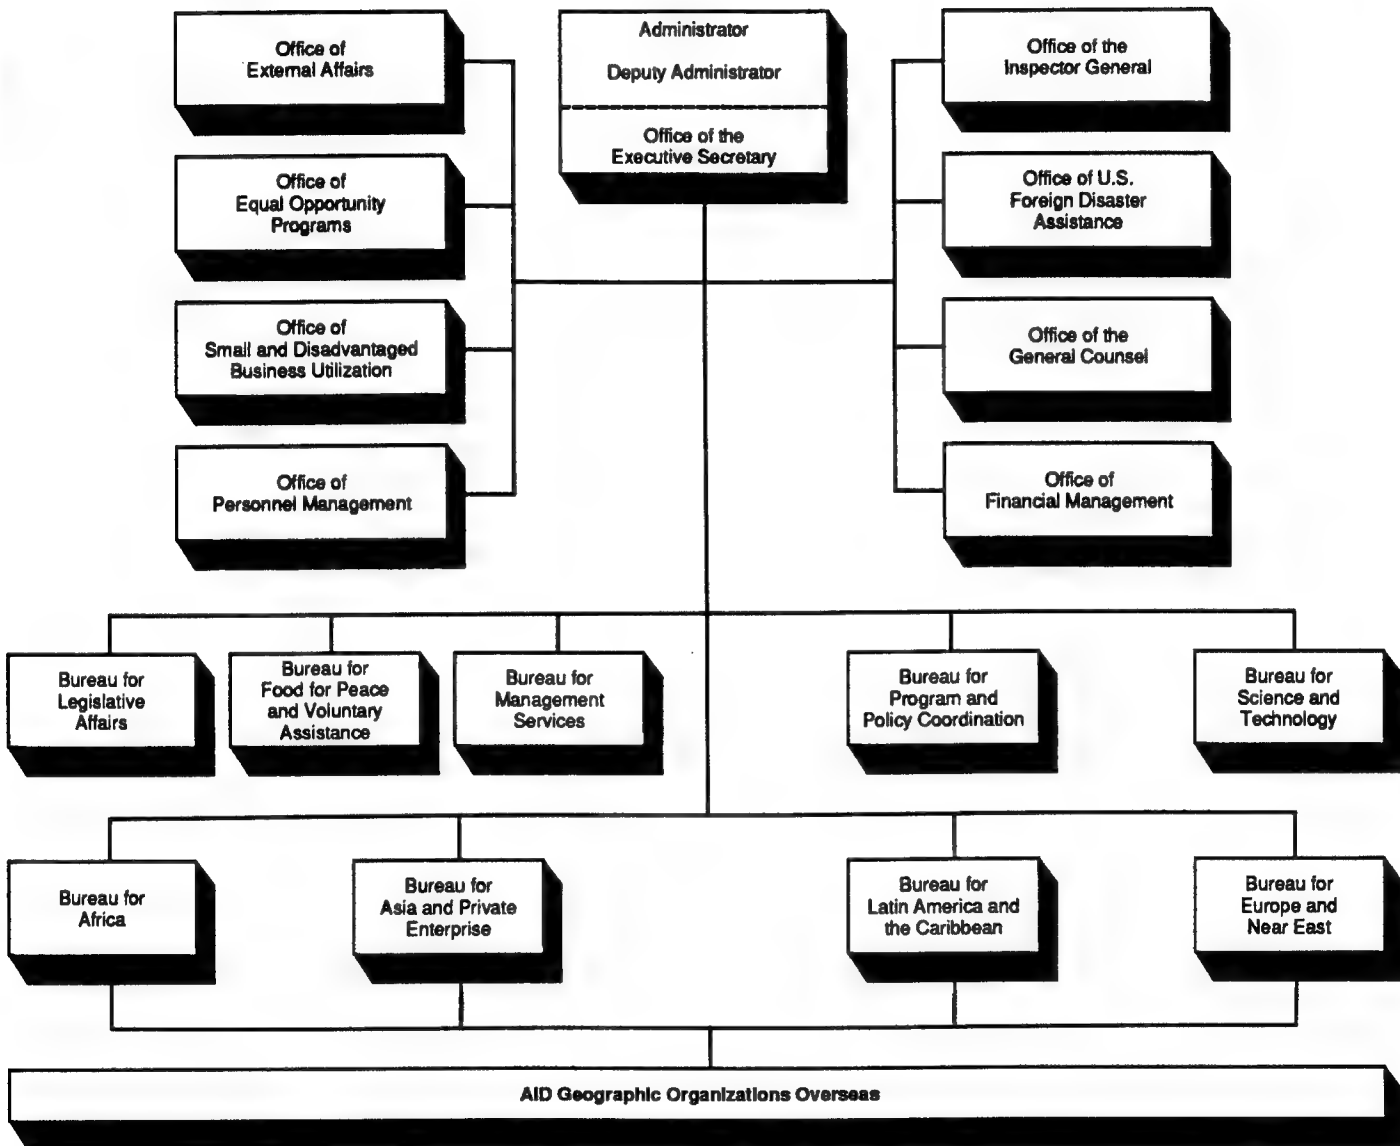 Office of
External Affairs
Administrator
Deputy Administrator
Office of the
Executive Secretary
Office of the
Inspector General
Office of
Equal Opportunity
Programs
Office of U.S.
Foreign Disaster
Assistance
Office of
Small and Disadvantaged
Business Utilization
Office of the
General Counsel
Office of
Personnel Management
Office of
Financial Management
Bureau for
Legislative
Affairs
Bureau for
Food for Peace
and Voluntary
Assistance
Bureau for
Management
Services
Bureau for
Program and
Policy Coordination
Bureau for
Science and
Technology
Bureau for
Africa
Bureau for
Asia and Private
Enterprise
Bureau for
Latin America and
the Caribbean
Bureau for
Europe and
Near East
AID Geographic Organizations Overseas